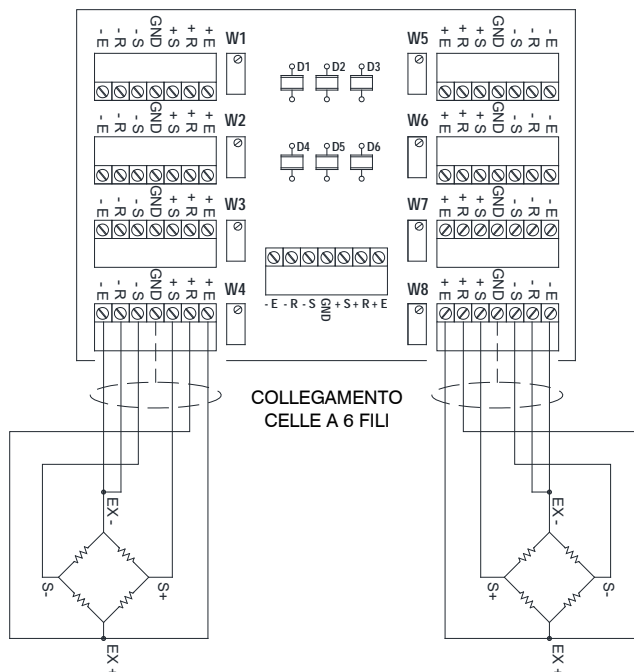 -E -R -S GND +S +R +E W1
D1 D2 D3
W5 +E +R +S GND -S -R -E
-E -R -S GND +S +R +E W2
D4 D5 D6
W6 +E +R +S GND -S -R -E
-E -R -S GND +S +R +E W3
W7 +E +R +S GND -S -R -E
-E -R -S GND +S +R +E W4
-E -R -S GND +S +R +E
W8 +E +R +S GND -S -R -E
COLLEGAMENTO
CELLE A 6 FILI
EX -
S-
S+
EX +
EX -
S+
S-
EX +